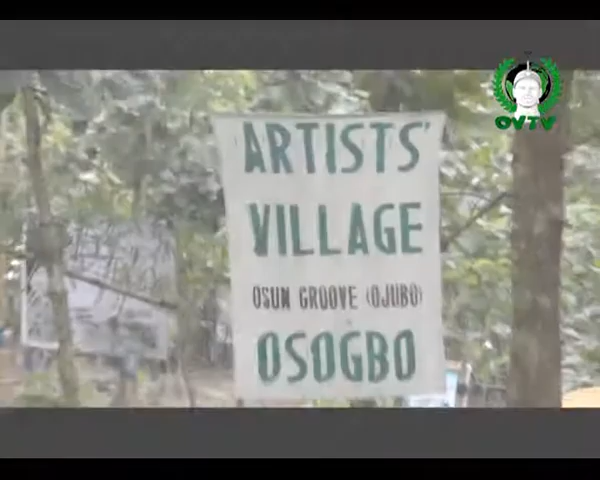 OVTV
ARTISTS'
VILLAGE
OSUN GROOVE (OJUBO)
OSOGBO